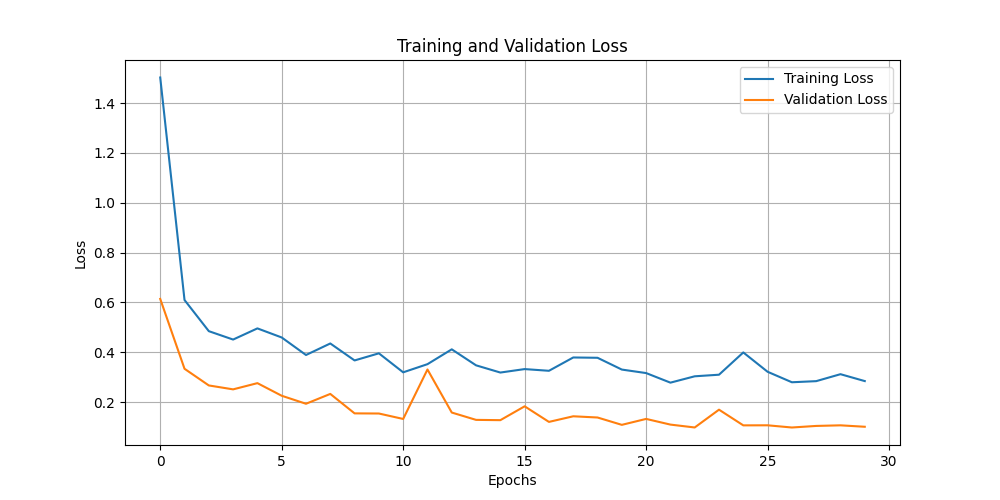 Training and Validation Loss
Training Loss
Validation Loss
1.4
1.2
1.0
0.8
0.6
0.4
0.2
Loss
0 5 10 15 20 25 30
Epochs